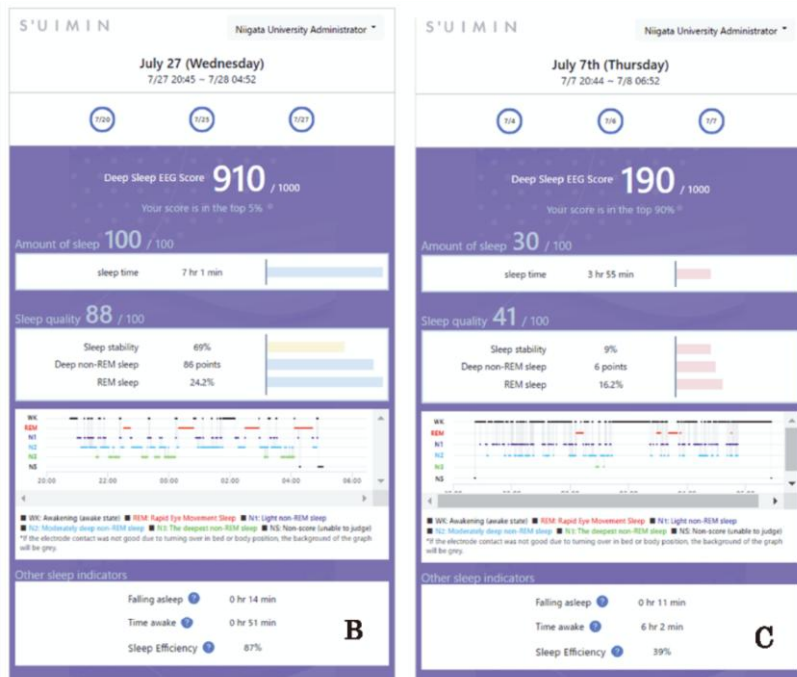 S'UIMIN
Niigata University Administrator
July 27 (Wednesday)
7/27 20:45 ~ 7/28 04:52
7/20 7/25 7/27
Deep Sleep EEG Score 910 / 1000
Your score is in the top 5%
Amount of sleep 100 / 100
sleep time 7 hr 1 min
Sleep quality 88 / 100
Sleep stability 69%
Deep non-REM sleep 86 points
REM sleep 24.2%
WK
REM
N1
N2
N3
NS
20:00 22:00 00:00 02:00 04:00 06:00
WK: Awakening (awake state) REM: Rapid Eye Movement Sleep N1: Light non-REM sleep
N2: Moderately deep non-REM sleep N3: The deepest non-REM sleep NS: Non-score (unable to judge)
*If the electrode contact was not good due to turning over in bed or body position, the background of the graph
will be grey.
Other sleep indicators
Falling asleep ? 0 hr 14 min
Time awake ? 0 hr 51 min
Sleep Efficiency ? 87%
B
S'UIMIN
Niigata University Administrator
July 7th (Thursday)
7/7 20:44 ~ 7/8 06:52
7/4 7/6 7/7
Deep Sleep EEG Score 190 / 1000
Your score is in the top 90%
Amount of sleep 30 / 100
sleep time 3 hr 55 min
Sleep quality 41 / 100
Sleep stability 9%
Deep non-REM sleep 6 points
REM sleep 16.2%
WK
REM
N1
N2
N3
NS
WK: Awakening (awake state) REM: Rapid Eye Movement Sleep N1: Light non-REM sleep
N2: Moderately deep non-REM sleep N3: The deepest non-REM sleep NS: Non-score (unable to judge)
*If the electrode contact was not good due to turning over in bed or body position, the background of the graph
will be grey.
Other sleep indicators
Falling asleep ? 0 hr 11 min
Time awake ? 6 hr 2 min
Sleep Efficiency ? 39%
C